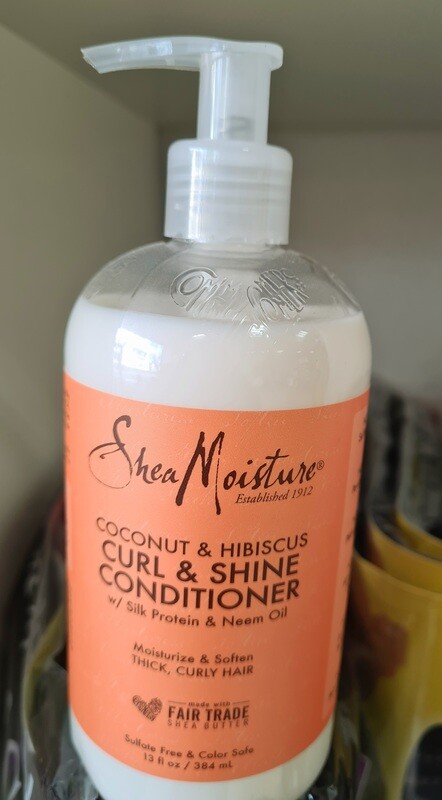 SheaMoisture®
Established 1912
COCONUT & HIBISCUS
CURL & SHINE
CONDITIONER
w/ Silk Protein & Neem Oil
Moisturize & Soften
THICK, CURLY HAIR
made with
FAIR TRADE
SHEA BUTTER
Sulfate Free & Color Safe
13 fl oz / 384 mL